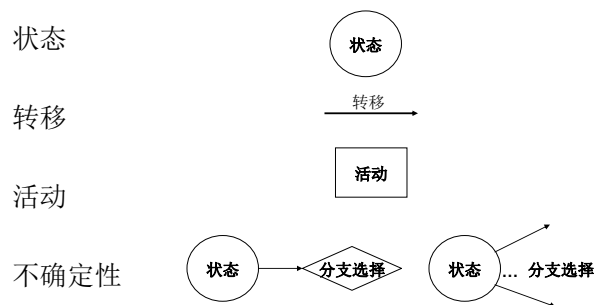 状态 状态
转移 转移
活动 活动
不确定性 状态 分支选择 状态 ... 分支选择